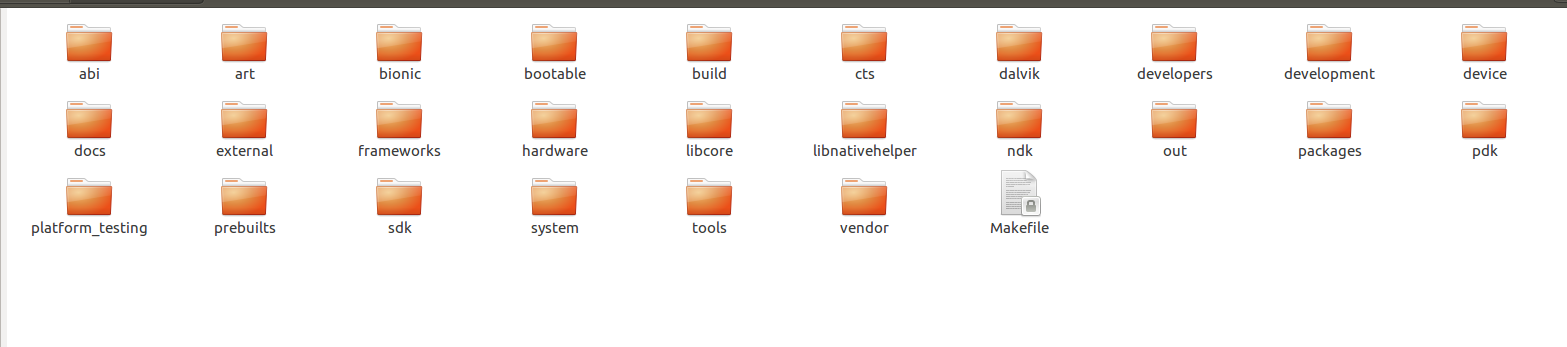 abi art bionic bootable build cts dalvik developers development device
docs external frameworks hardware libcore libnativehelper ndk out packages pdk
platform_testing prebuilts sdk system tools vendor Makefile